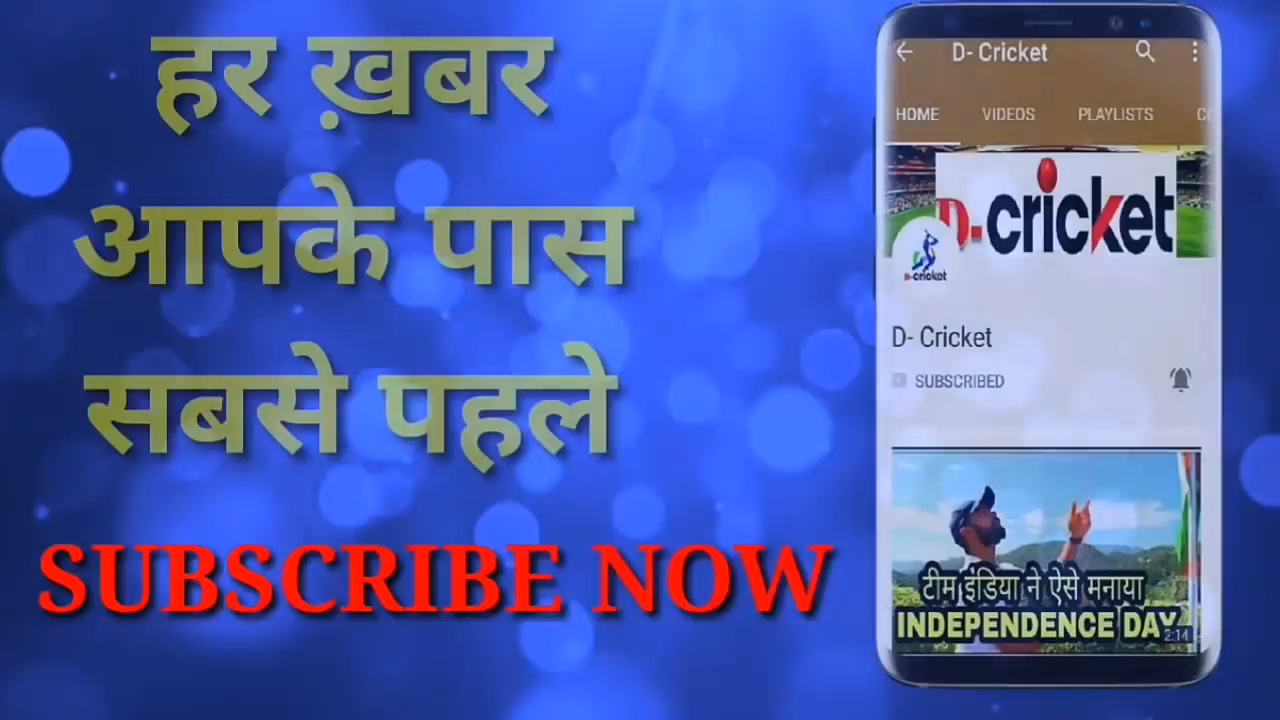 हर ख़बर
आपके पास
सबसे पहले
SUBSCRIBE NOW
D- Cricket
HOME VIDEOS PLAYLISTS
D-cricket
D-cricket
D- Cricket
SUBSCRIBED
टीम इंडिया ने ऐसे मनाया
INDEPENDENCE DAY
2:14